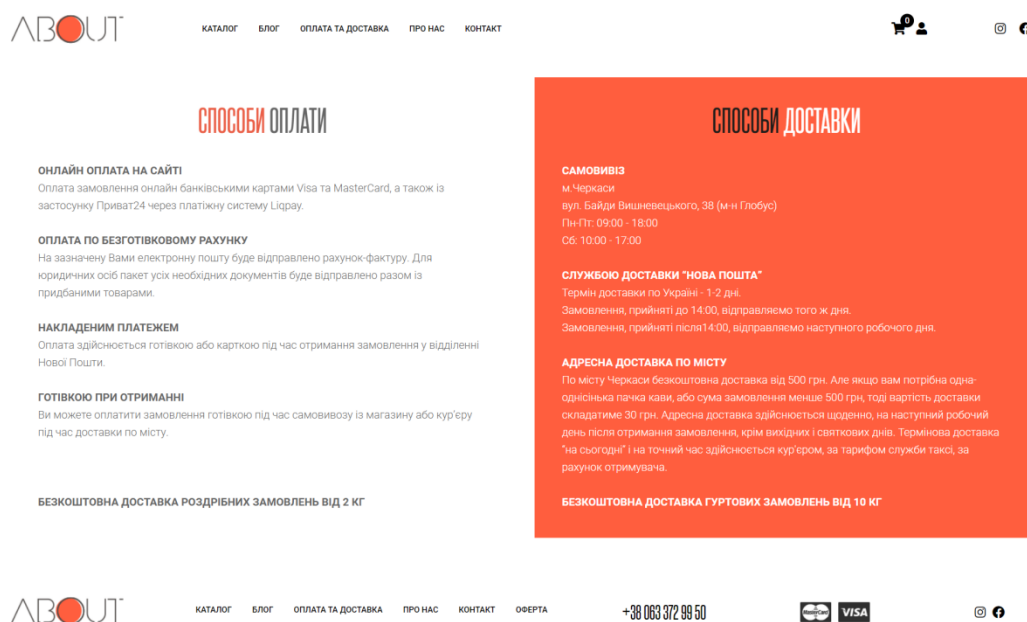 ABOUT
КАТАЛОГ БЛОГ ОПЛАТА ТА ДОСТАВКА ПРО НАС КОНТАКТ
0
СПОСОБИ ОПЛАТИ
ОНЛАЙН ОПЛАТА НА САЙТІ
Оплата замовлення онлайн банківськими картами Visa та MasterCard, а також із
застосунку Приват24 через платіжну систему Liqpay.
ОПЛАТА ПО БЕЗГОТІВКОВОМУ РАХУНКУ
На зазначену Вами електронну пошту буде відправлено рахунок-фактуру. Для
юридичних осіб пакет усіх необхідних документів буде відправлено разом із
придбаними товарами.
НАКЛАДЕНИМ ПЛАТЕЖЕМ
Оплата здійснюється готівкою або карткою під час отримання замовлення у відділенні
Нової Пошти.
ГОТІВКОЮ ПРИ ОТРИМАННІ
Ви можете оплатити замовлення готівкою під час самовивозу із магазину або кур'єру
під час доставки по місту.
БЕЗКОШТОВНА ДОСТАВКА РОЗДРІБНИХ ЗАМОВЛЕНЬ ВІД 2 КГ
СПОСОБИ ДОСТАВКИ
САМОВИВІЗ
м.Черкаси
вул. Байди Вишневецького, 38 (м-н Глобус)
Пн-Пт: 09:00 - 18:00
Сб: 10:00 - 17:00
СЛУЖБОЮ ДОСТАВКИ "НОВА ПОШТА"
Термін доставки по Україні - 1-2 дні.
Замовлення, прийняті до 14:00, відправляємо того ж дня.
Замовлення, прийняті після14:00, відправляємо наступного робочого дня.
АДРЕСНА ДОСТАВКА ПО МІСТУ
По місту Черкаси безкоштовна доставка від 500 грн. Але якщо вам потрібна одна-
однісінька пачка кави, або сума замовлення менше 500 грн, тоді вартість доставки
складатиме 30 грн. Адресна доставка здійснюється щоденно, на наступний робочий
день після отримання замовлення, крім вихідних і святкових днів. Термінова доставка
"на сьогодні" і на точний час здійснюється кур'єром, за тарифом служби таксі, за
рахунок отримувача.
БЕЗКОШТОВНА ДОСТАВКА ГУРТОВИХ ЗАМОВЛЕНЬ ВІД 10 КГ
ABOUT
КАТАЛОГ БЛОГ ОПЛАТА ТА ДОСТАВКА ПРО НАС КОНТАКТ ОФЕРТА
+38 063 372 99 50
MasterCard VISA